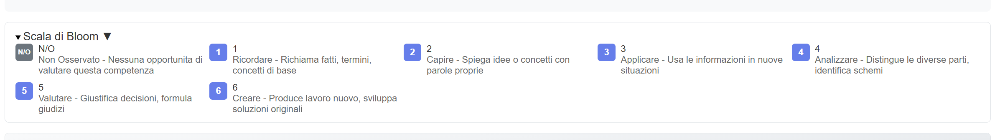 Scala di Bloom ▼
N/O
N/O
Non Osservato - Nessuna opportunita di
valutare questa competenza
1
1
Ricordare - Richiama fatti, termini,
concetti di base
2
2
Capire - Spiega idee o concetti con
parole proprie
3
3
Applicare - Usa le informazioni in nuove
situazioni
4
4
Analizzare - Distingue le diverse parti,
identifica schemi
5
5
Valutare - Giustifica decisioni, formula
giudizi
6
6
Creare - Produce lavoro nuovo, sviluppa
soluzioni originali